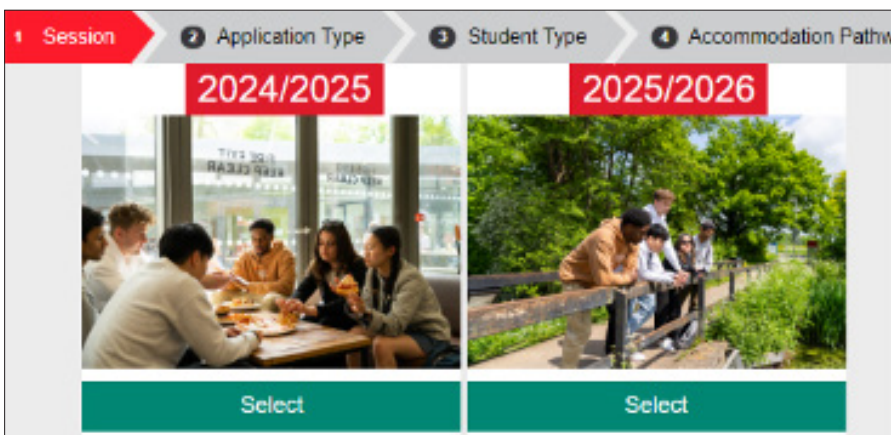 1 Session
2 Application Type
3 Student Type
4 Accommodation Pathw
2024/2025
2025/2026
FIRE EXIT
KEEP CLEAR
Select
Select